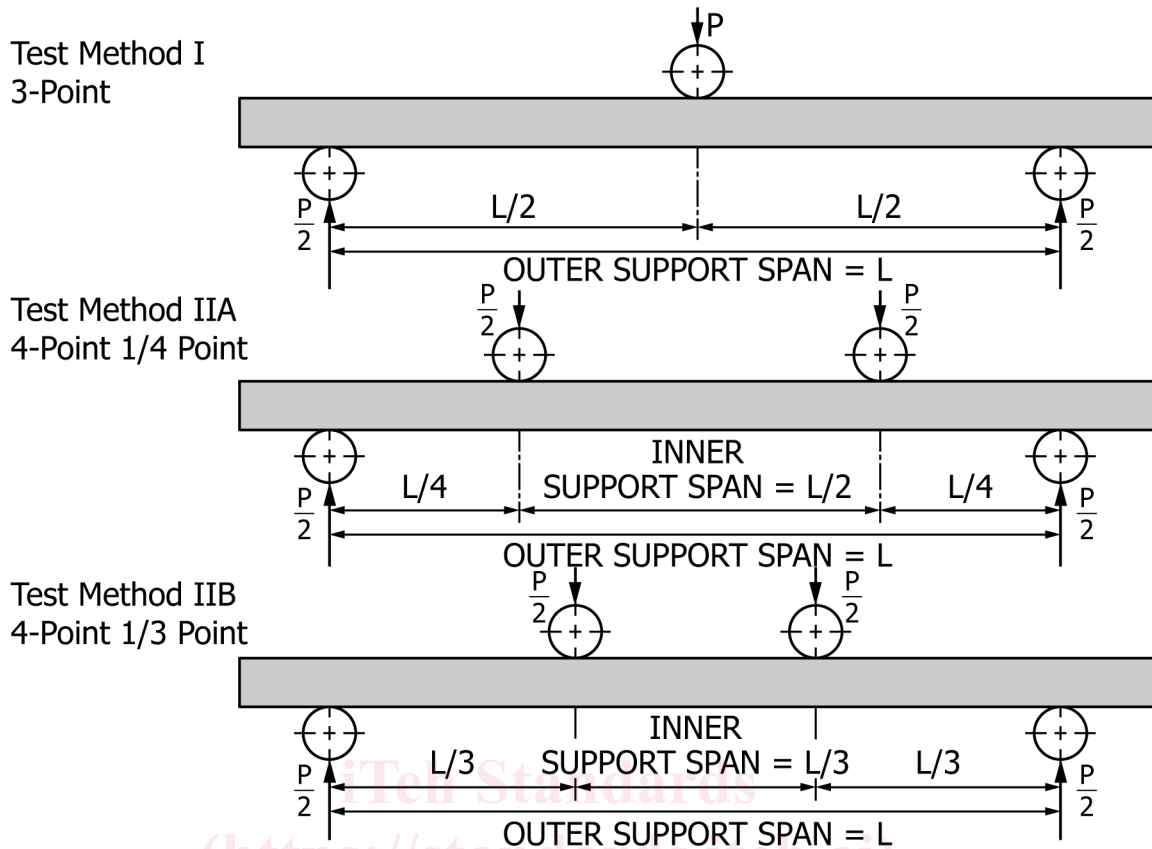 Test Method I
3-Point
P
P/2
L/2
L/2
P/2
OUTER SUPPORT SPAN = L
Test Method IIA
4-Point 1/4 Point
P/2
P/2
INNER
SUPPORT SPAN = L/2
P/2
L/4
L/4
P/2
OUTER SUPPORT SPAN = L
Test Method IIB
4-Point 1/3 Point
P/2
P/2
INNER
SUPPORT SPAN = L/3
P/2
L/3
L/3
P/2
iTeh Standards
OUTER SUPPORT SPAN = L